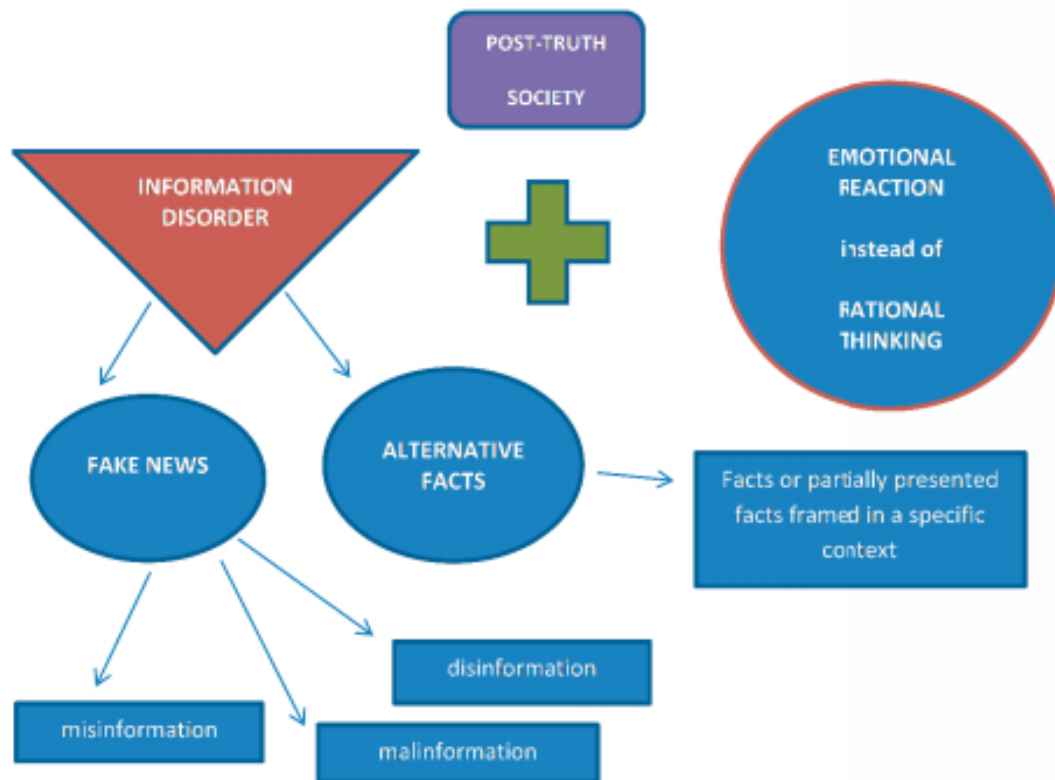 POST-TRUTH
SOCIETY
INFORMATION
DISORDER
EMOTIONAL
REACTION
instead of
RATIONAL
THINKING
FAKE NEWS
ALTERNATIVE
FACTS
Facts or partially presented
facts framed in a specific
context
disinformation
misinformation
malinformation